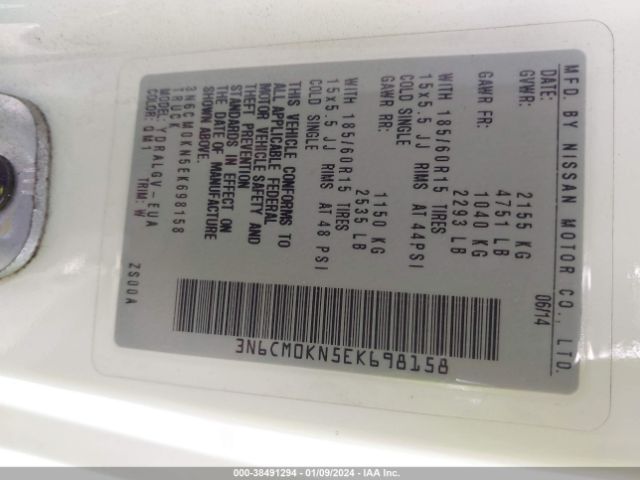 MFD. BY NISSAN MOTOR CO., LTD.
DATE: 06/14
GVWR: 2155 KG
4751 LB
GAWR FR: 1040 KG
2293 LB
WITH 185/60R15 TIRES
15x5.5 JJ RIMS AT 44PSI
COLD SINGLE
GAWR RR: 1150 KG
2535 LB
WITH 185/60R15 TIRES
15x5.5 JJ RIMS AT 48 PSI
COLD SINGLE
THIS VEHICLE CONFORMS TO
ALL APPLICABLE FEDERAL
MOTOR VEHICLE SAFETY AND
THEFT PREVENTION
STANDARDS IN EFFECT ON
THE DATE OF MANUFACTURE
SHOWN ABOVE.
3N6CM0KN5EK698158
TRUCK
MODEL: YDRALGV-EUA
COLOR: QM1 TRIM: W
ZS00A
3N6CM0KN5EK698158
000-38491294 - 01/09/2024 - IAA Inc.